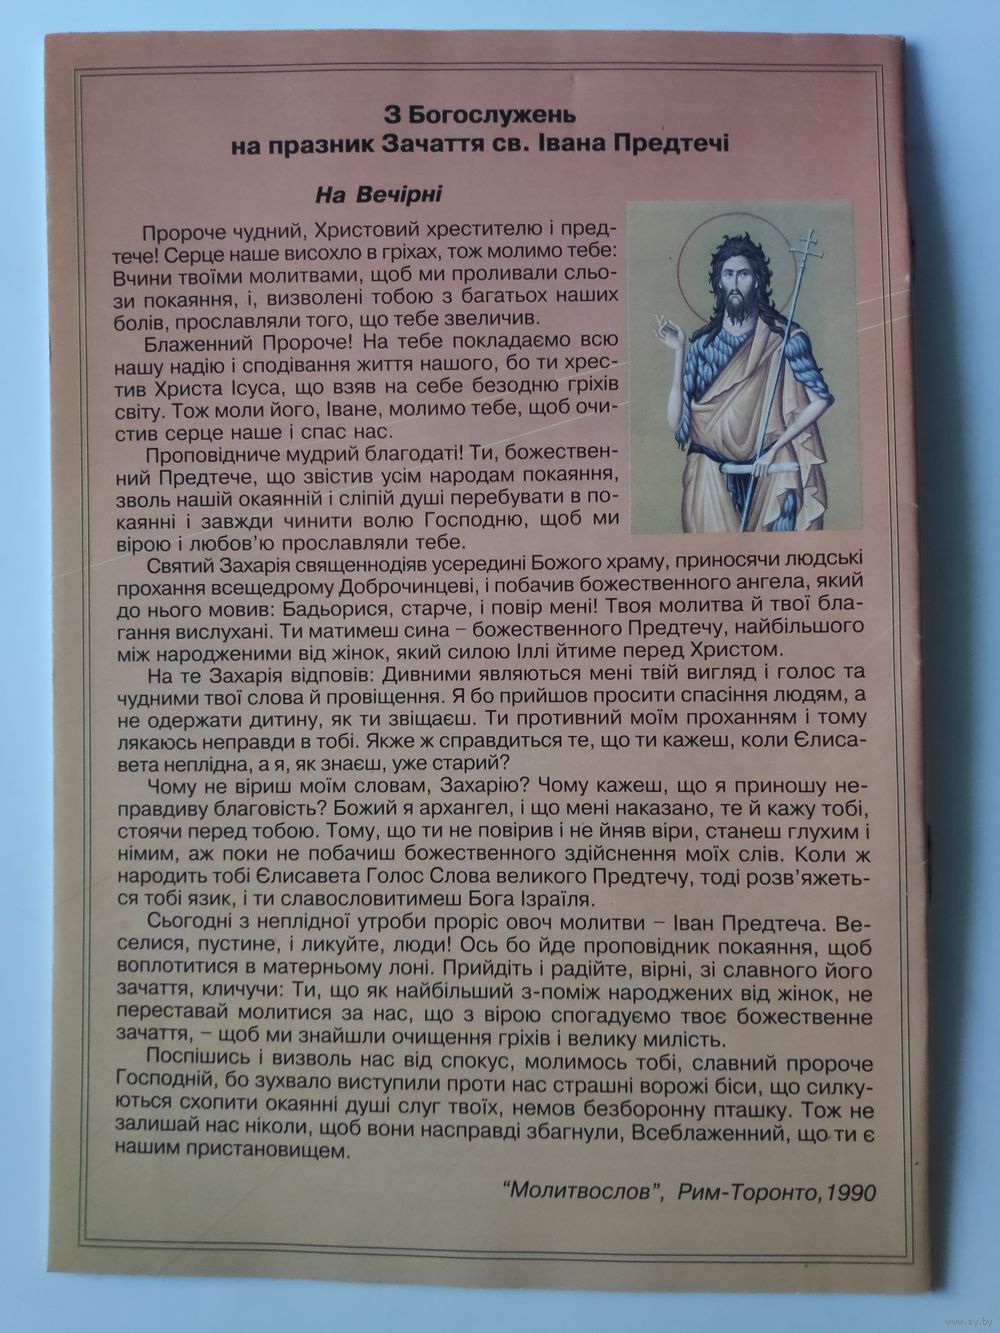 З Богослужень
на празник Зачаття св. Івана Предтечі
На Вечірні
Пророче чудний, Христовий хрестителю і пред-
тече! Серце наше висохло в гріхах, тож молимо тебе:
Вчини твоїми молитвами, щоб ми проливали сльо-
зи покаяння, і, визволені тобою з багатьох наших
болів, прославляли того, що тебе звеличив.
Блаженний Пророче! На тебе покладаємо всю
нашу надію і сподівання життя нашого, бо ти хрес-
тив Христа Ісуса, що взяв на себе безодню гріхів
світу. Тож моли його, Іване, молимо тебе, щоб очи-
стив серце наше і спас нас.
Проповідниче мудрий благодаті! Ти, божествен-
ний Предтече, що звістив усім народам покаяння,
зволь нашій окаянній і сліпій душі перебувати в по-
каянні і завжди чинити волю Господню, щоб ми
вірою і любов’ю прославляли тебе.
Святий Захарія священнодіяв усередині Божого храму, приносячи людські
прохання всещедрому Доброчинцеві, і побачив божественного ангела, який
до нього мовив: Бадьорися, старче, і повір мені! Твоя молитва й твої бла-
гання вислухані. Ти матимеш сина – божественного Предтечу, найбільшого
між народженими від жінок, який силою Іллі йтиме перед Христом.
На те Захарія відповів: Дивними являються мені твій вигляд і голос та
чудними твої слова й провіщення. Я бо прийшов просити спасіння людям, а
не одержати дитину, як ти звіщаєш. Ти противний моїм проханням і тому
лякаюсь неправди в тобі. Якже ж справдиться те, що ти кажеш, коли Єлиса-
вета неплідна, а я, як знаєш, уже старий?
Чому не віриш моїм словам, Захарію? Чому кажеш, що я приношу не-
правдиву благовість? Божий я архангел, і що мені наказано, те й кажу тобі,
стоячи перед тобою. Тому, що ти не повірив і не йняв віри, станеш глухим і
німим, аж поки не побачиш божественного здійснення моїх слів. Коли ж
народить тобі Єлисавета Голос Слова великого Предтечу, тоді розв’яжеть-
ся тобі язик, і ти славословитимеш Бога Ізраїля.
Сьогодні з неплідної утроби проріс овоч молитви – Іван Предтеча. Ве-
селися, пустине, і ликуйте, люди! Ось бо йде проповідник покаяння, щоб
воплотитися в матерньому лоні. Прийдіть і радійте, вірні, зі славного його
зачаття, кличучи: Ти, що як найбільший з-поміж народжених від жінок, не
переставай молитися за нас, що з вірою спогадуємо твоє божественне
зачаття, – щоб ми знайшли очищення гріхів і велику милість.
Поспішись і визволь нас від спокус, молимось тобі, славний пророче
Господній, бо зухвало виступили проти нас страшні ворожі біси, що силку-
ються схопити окаянні душі слуг твоїх, немов безборонну пташку. Тож не
залишай нас ніколи, щоб вони насправді збагнули, Всеблаженний, що ти є
нашим пристановищем.
“Молитвослов”, Рим-Торонто, 1990
www.ay.by